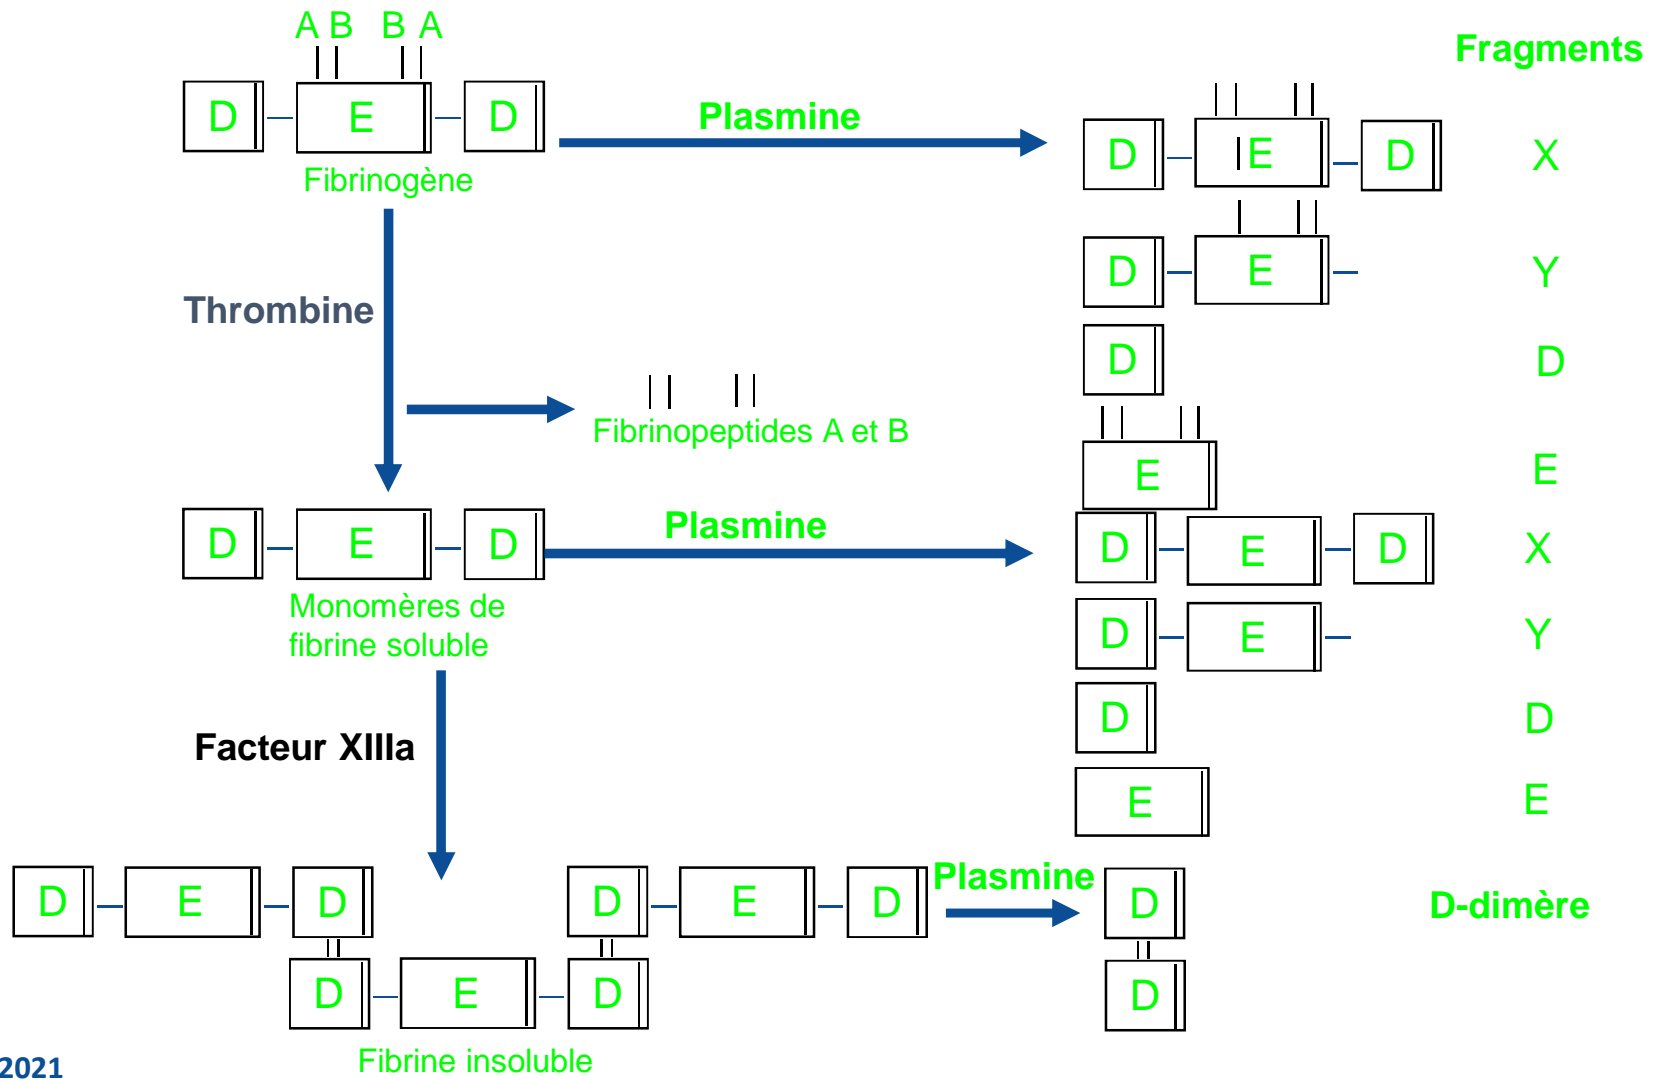 A B B A
Fragments
D E D
Plasmine
D E D X
Fibrinogène
D E Y
Thrombine
D D
Fibrinopeptides A et B
E E
D E D
Plasmine
D E D X
Monomères de
fibrine soluble
D E Y
D D
Facteur XIIIa
E E
D E D D E D
Plasmine
D
D-dimère
D E D
D
Fibrine insoluble
2021